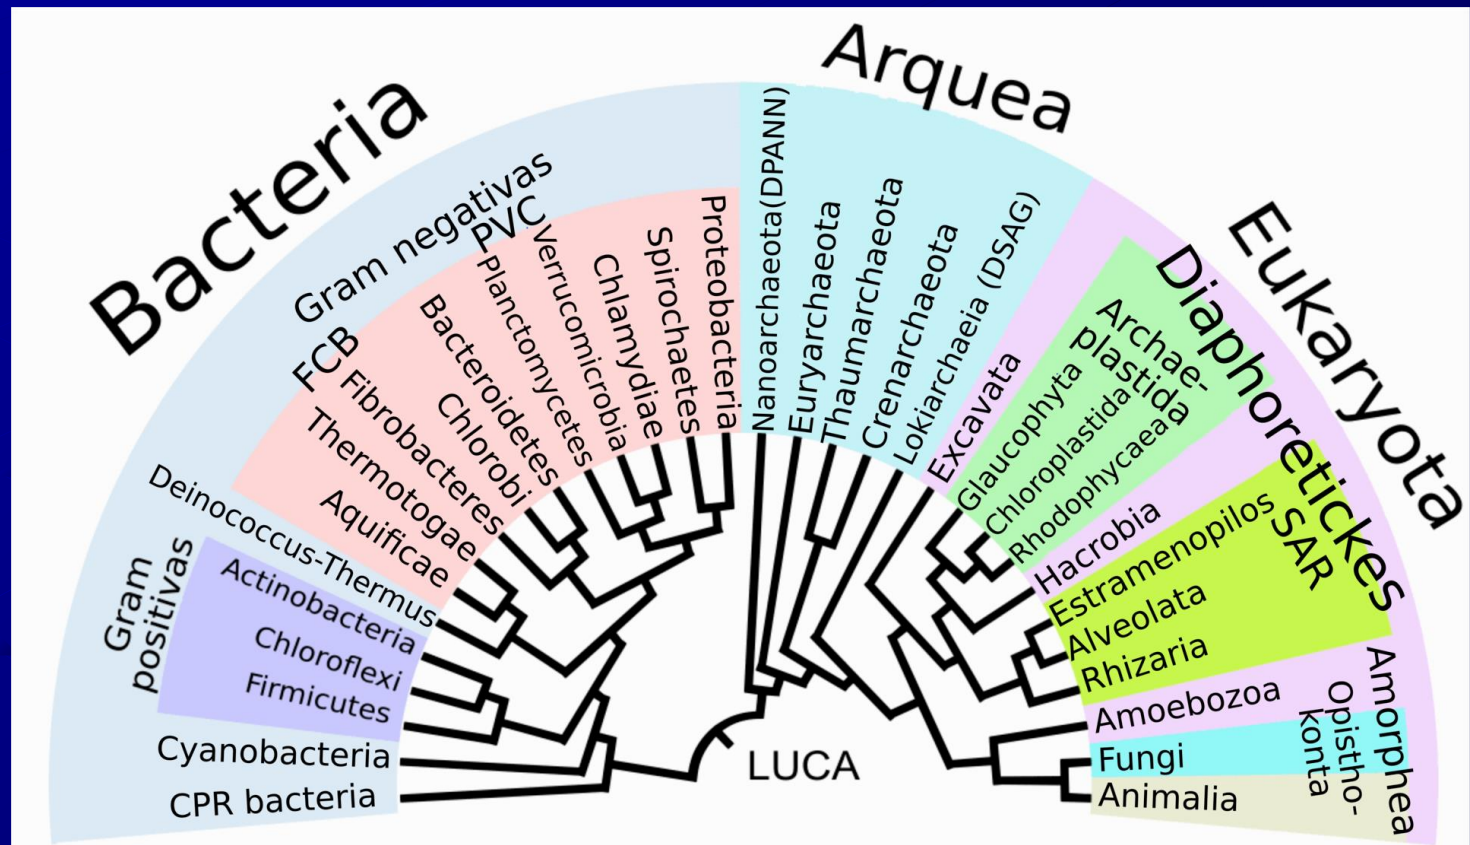 Bacteria
Arquea
Eukaryota
Gram negativas
PVC
FCB
Gram
positivas
CPR bacteria
Cyanobacteria
Firmicutes
Chloroflexi
Actinobacteria
Deinococcus-Thermus
Aquificae
Thermotogae
Fibrobacteres
Chlorobi
Bacteroidetes
Planctomycetes
Verrucomicrobia
Chlamydiae
Spirochaetes
Proteobacteria
Nanoarchaeota(DPANN)
Euryarchaeota
Thaumarchaeota
Crenarchaeota
Lokiarchaeia (DSAG)
Excavata
Diaphoretickes
Archae-
plastida
Glaucophyta
Chloroplastida
Rhodophyceae
Hacrobia
SAR
Estramenopilos
Alveolata
Rhizaria
Amorphea
Amoebozoa
Opistho-
konta
Fungi
Animalia
LUCA